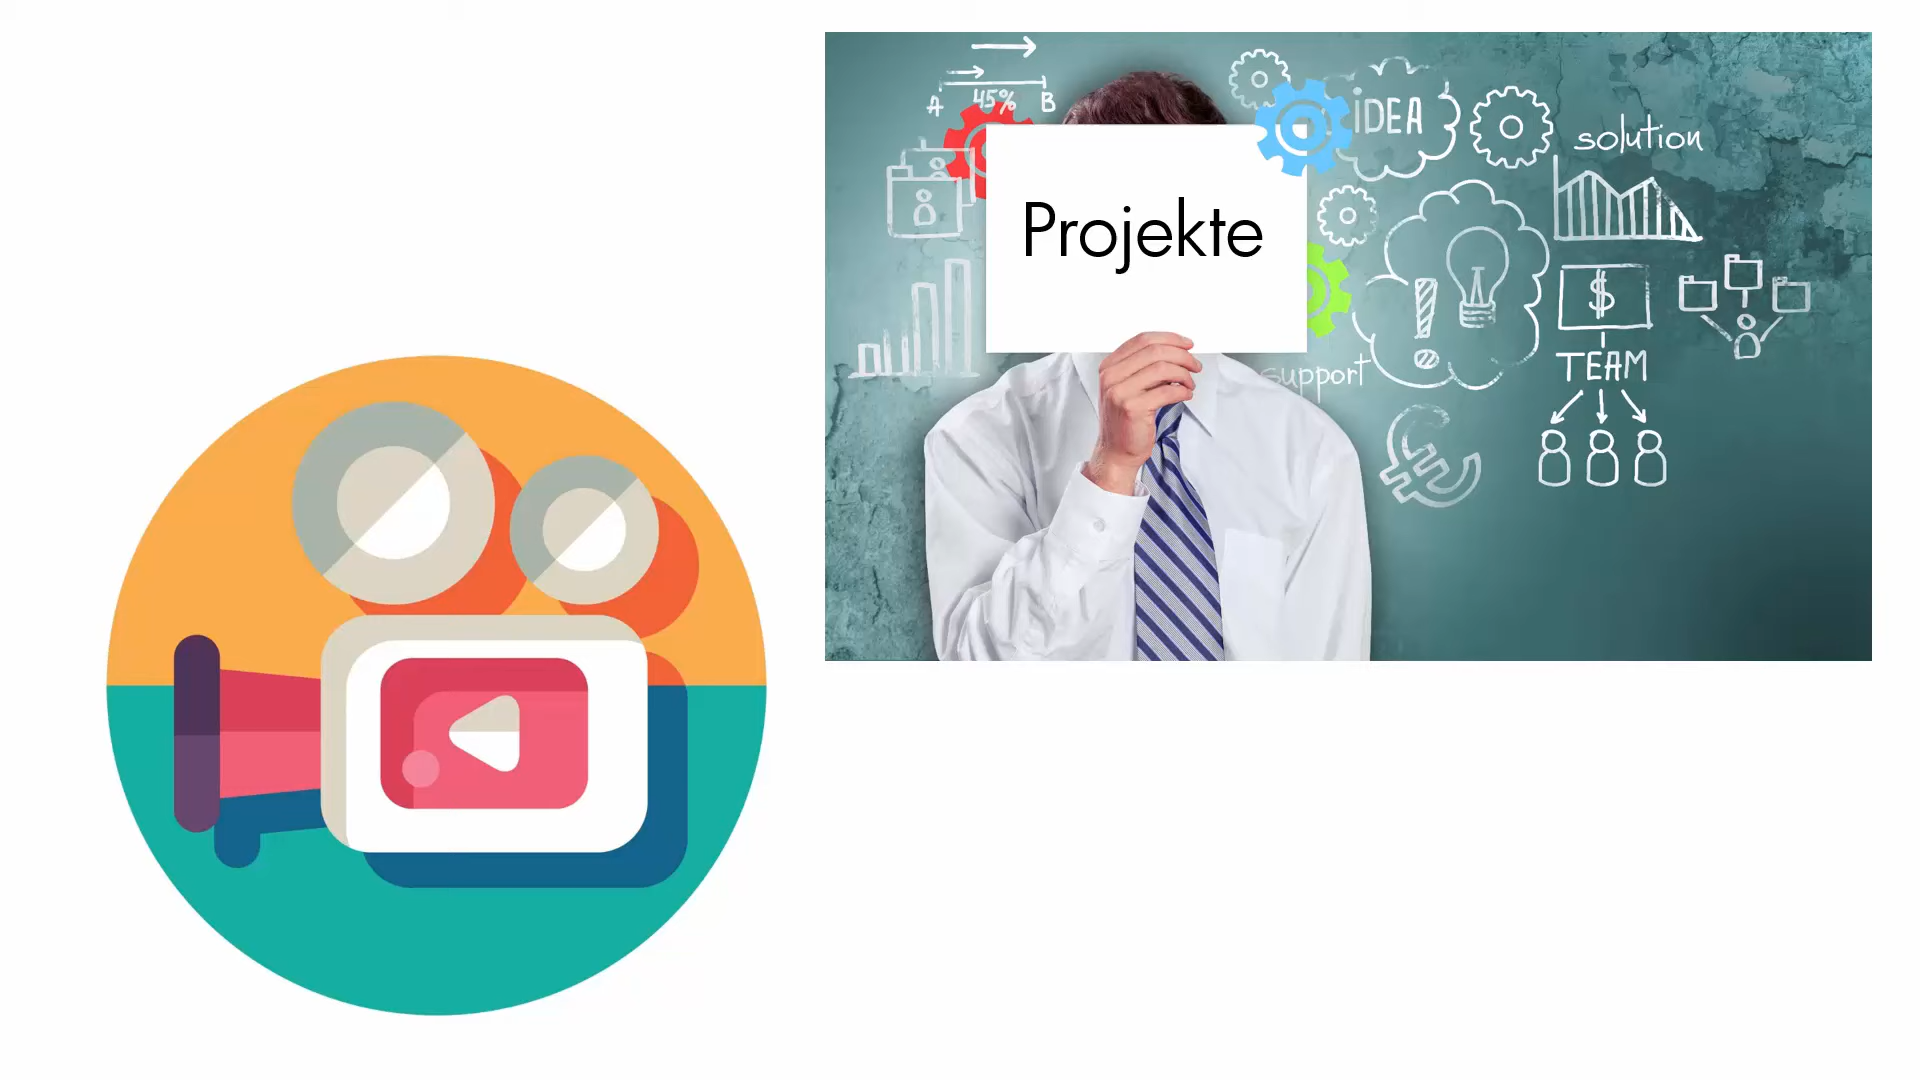 A 45% B
IDEA
solution
Projekte
$
support
TEAM
€